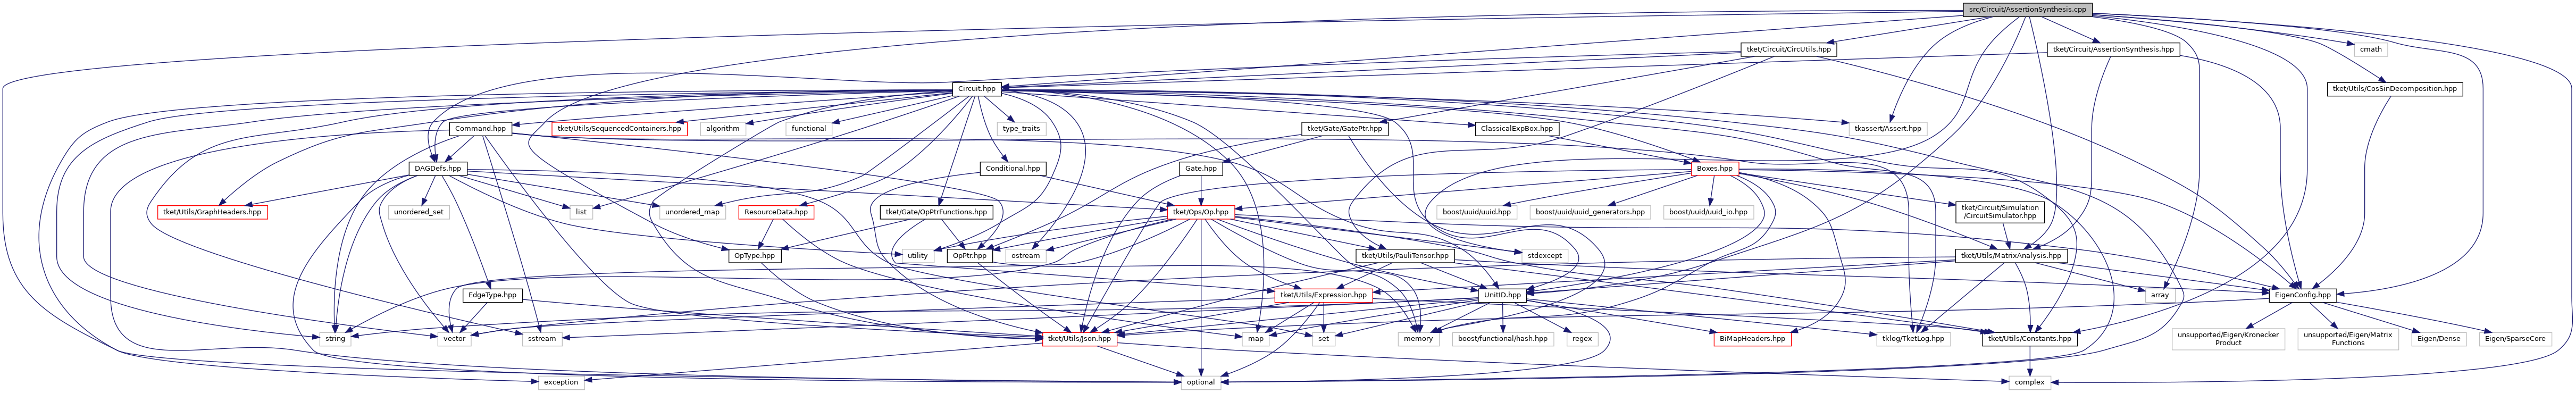 src/Circuit/AssertionSynthesis.cpp
tket/Circuit/CircUtils.hpp
tket/Circuit/AssertionSynthesis.hpp
cmath
Circuit.hpp
tket/Utils/CosSinDecomposition.hpp
Command.hpp
tket/Utils/SequencedContainers.hpp
algorithm
functional
type_traits
tket/Gate/GatePtr.hpp
ClassicalExpBox.hpp
tkassert/Assert.hpp
DAGDefs.hpp
Conditional.hpp
Gate.hpp
Boxes.hpp
tket/Utils/GraphHeaders.hpp
unordered_set
list
unordered_map
ResourceData.hpp
tket/Gate/OpPtrFunctions.hpp
tket/Ops/Op.hpp
boost/uuid/uuid.hpp
boost/uuid/uuid_generators.hpp
boost/uuid/uuid_io.hpp
tket/Circuit/Simulation
/CircuitSimulator.hpp
OpType.hpp
utility
OpPtr.hpp
ostream
tket/Utils/PauliTensor.hpp
stdexcept
tket/Utils/MatrixAnalysis.hpp
EdgeType.hpp
tket/Utils/Expression.hpp
UnitID.hpp
array
EigenConfig.hpp
string
vector
sstream
tket/Utils/Json.hpp
map
set
memory
boost/functional/hash.hpp
regex
BiMapHeaders.hpp
tklog/TketLog.hpp
tket/Utils/Constants.hpp
unsupported/Eigen/Kronecker
Product
unsupported/Eigen/Matrix
Functions
Eigen/Dense
Eigen/SparseCore
exception
optional
complex